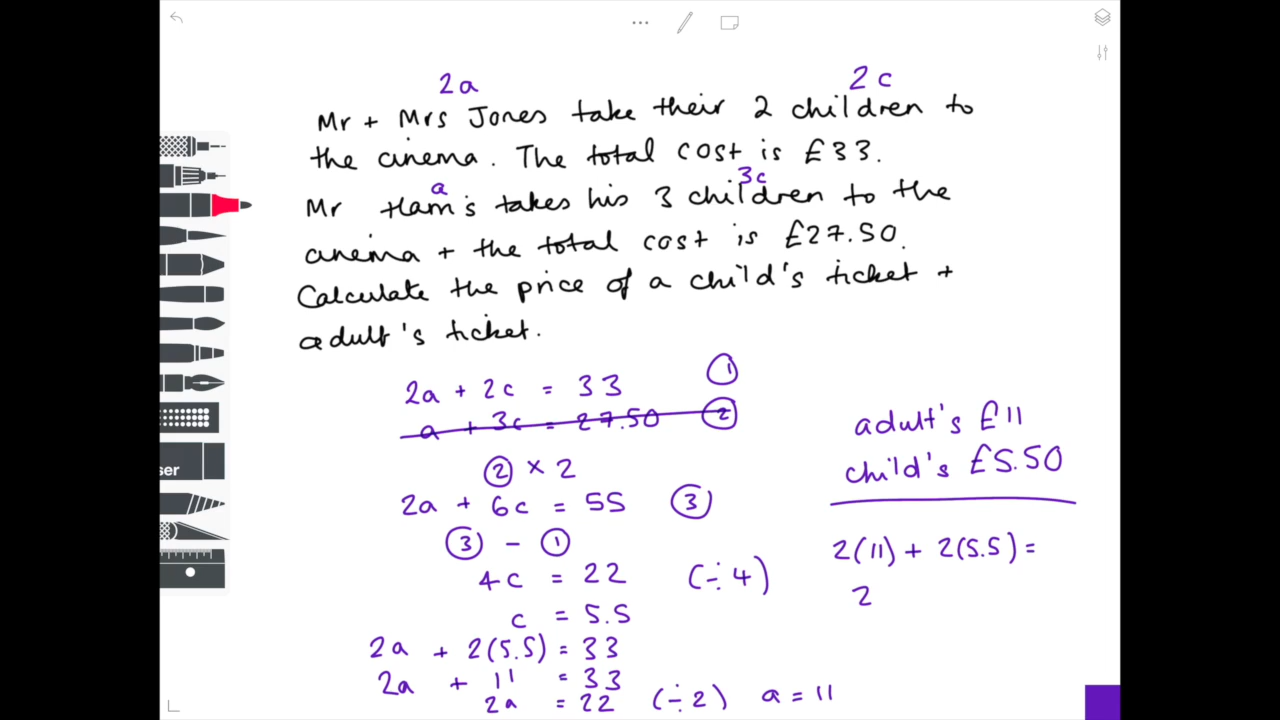 2a 2c
Mr + Mrs Jones take their 2 children to
the cinema. The total cost is £33.
a 3c
Mr Harris takes his 3 children to the
cinema + the total cost is £27.50.
Calculate the price of a child's ticket +
adult's ticket.
2a + 2c = 33 ①
a + 3c = 27.50 ②
② × 2
2a + 6c = 55 ③
③ - ①
4c = 22 (÷ 4)
c = 5.5
2a + 2(5.5) = 33
2a + 11 = 33
2a = 22 (÷ 2) a = 11
adult's £11
child's £5.50
2(11) + 2(5.5) =
2
ser